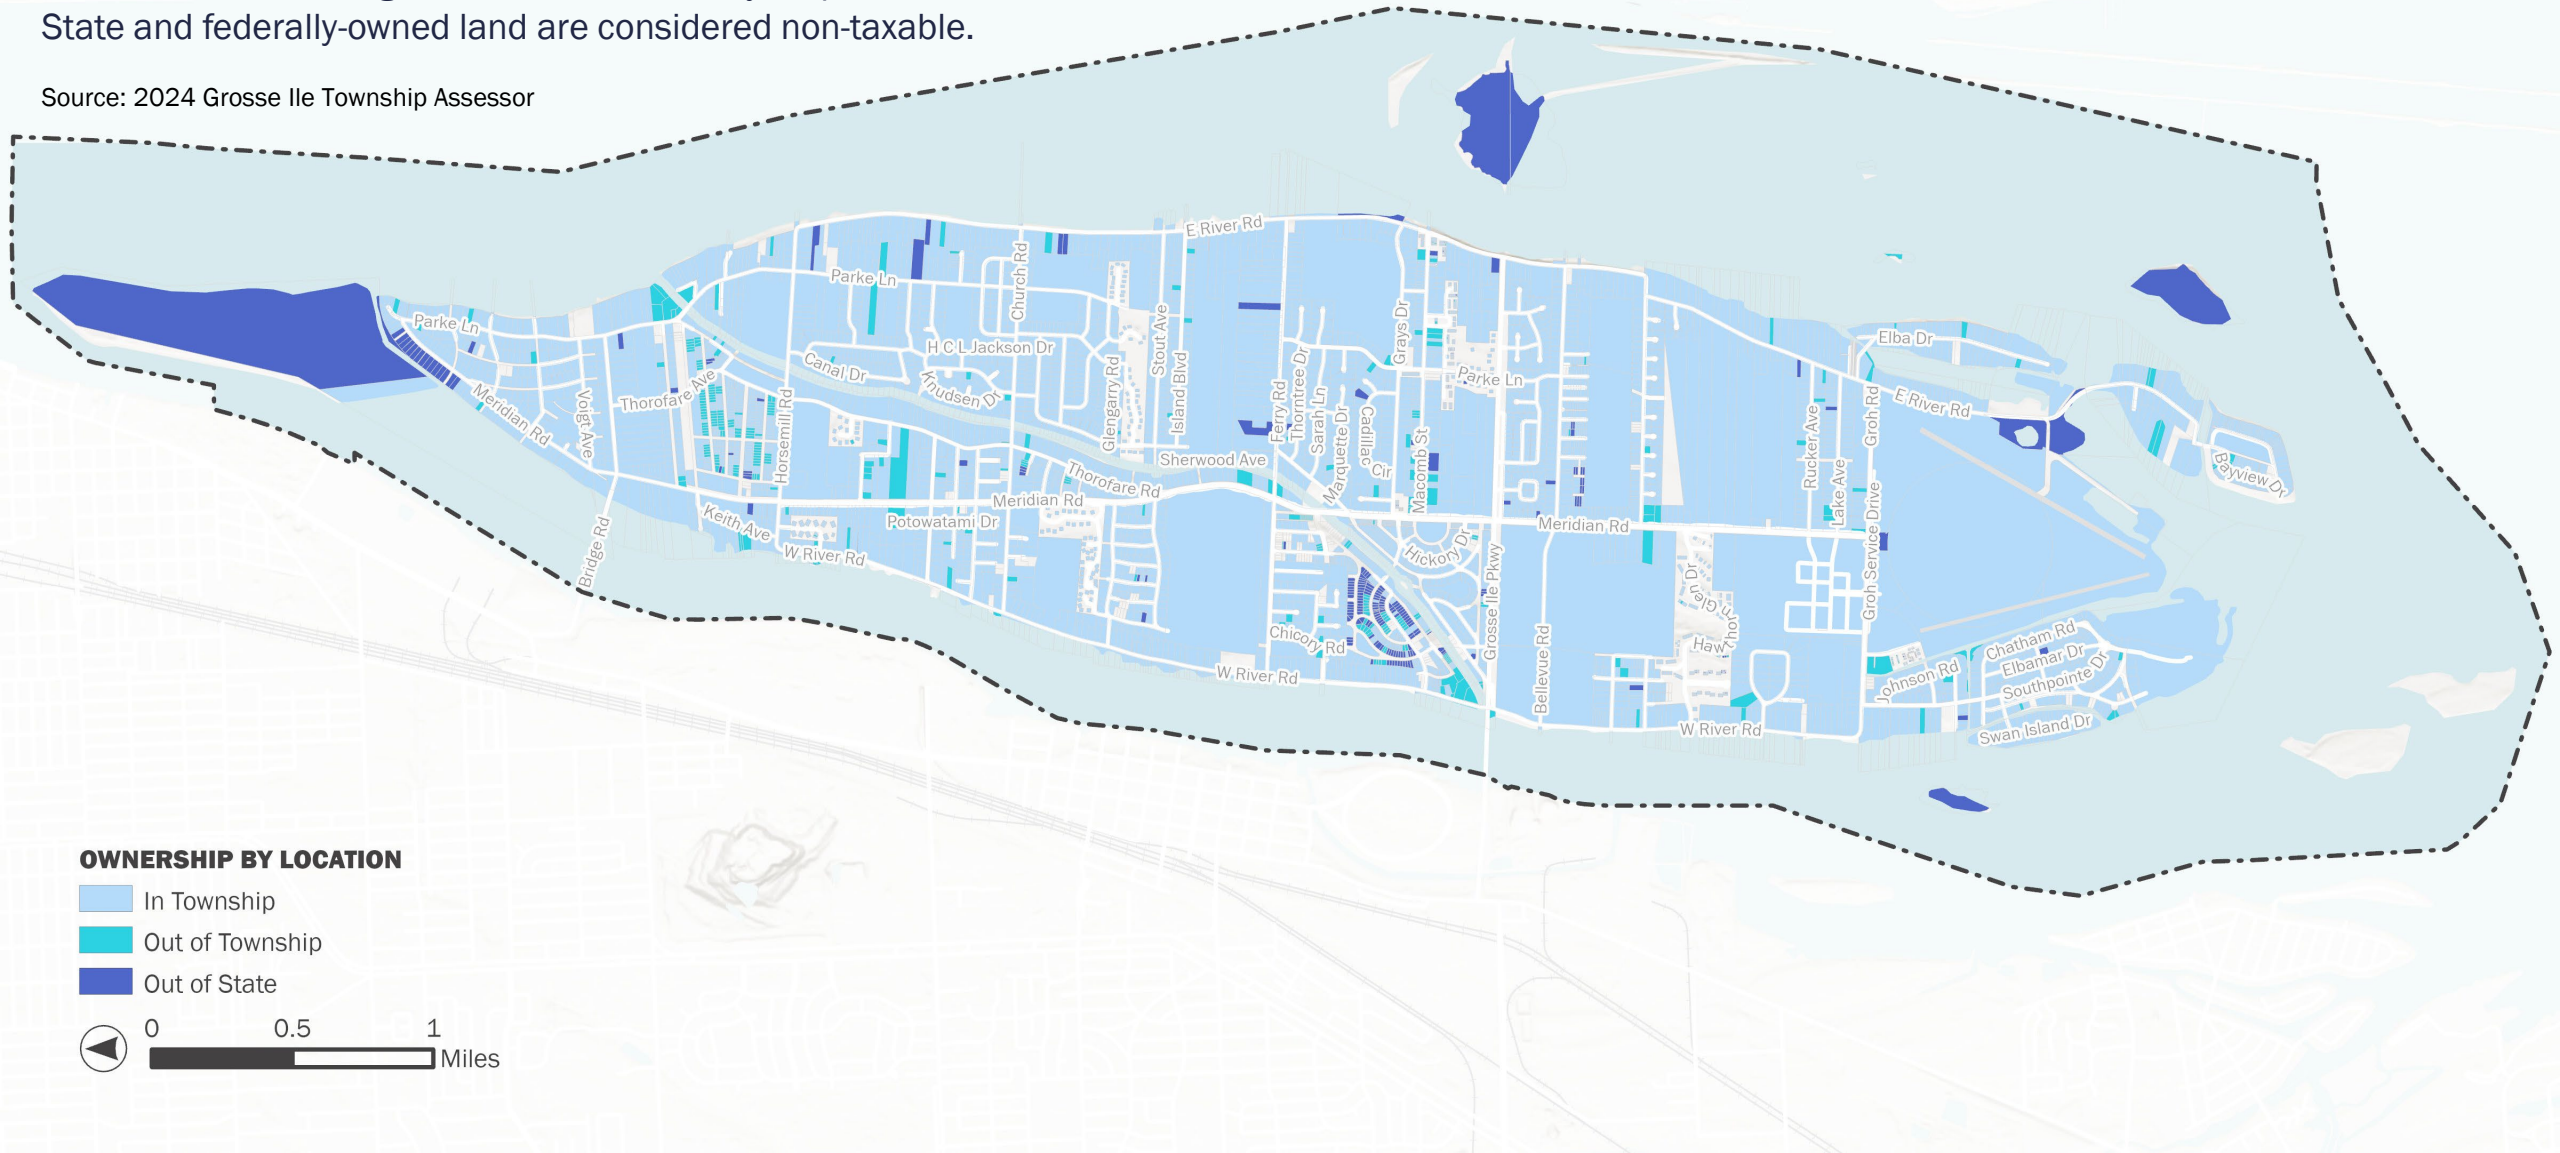 State and federally-owned land are considered non-taxable.
Source: 2024 Grosse Ile Township Assessor
E River Rd
Parke Ln
Church Rd
Parke Ln
Stout Ave
Grays Dr
Elba Dr
H C L Jackson Dr
Canal Dr
Knudsen Dr
Glengarry Rd
Island Blvd
Ferry Rd
Thorntree Dr
Sarah Ln
Marquette Dr
Cadillac Cir
Parke Ln
Macomb St
Meridian Rd
Voigt Ave
Thorofare Ave
Horsemill Rd
Rucker Ave
Lake Ave
Groh Rd
E River Rd
Bayview Dr
Sherwood Ave
Thorofare Rd
Meridian Rd
Potowatami Dr
Keith Ave
W River Rd
Bridge Rd
Meridian Rd
Hickory Dr
Grosse Ile Pkwy
Groh Service Drive
Glen Dr
Hawthorn
Chicory Rd
W River Rd
Bellevue Rd
W River Rd
Johnson Rd
Chatham Rd
Elbamar Dr
Southpointe Dr
Swan Island Dr
OWNERSHIP BY LOCATION
In Township
Out of Township
Out of State
0 0.5 1
Miles